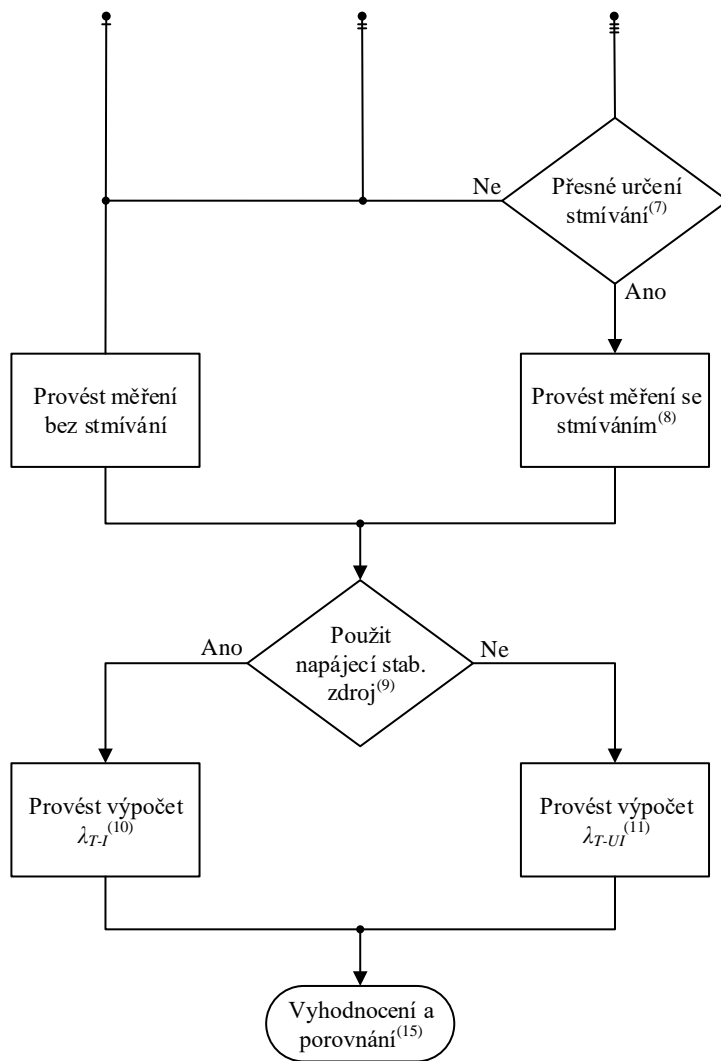 Ne
Přesné určení
stmívání(7)
Ano
Provést měření
bez stmívání
Provést měření se
stmíváním(8)
Ano
Použit
napájecí stab.
zdroj(9)
Ne
Provést výpočet
λT-I(10)
Provést výpočet
λT-UI(11)
Vyhodnocení a
porovnání(15)